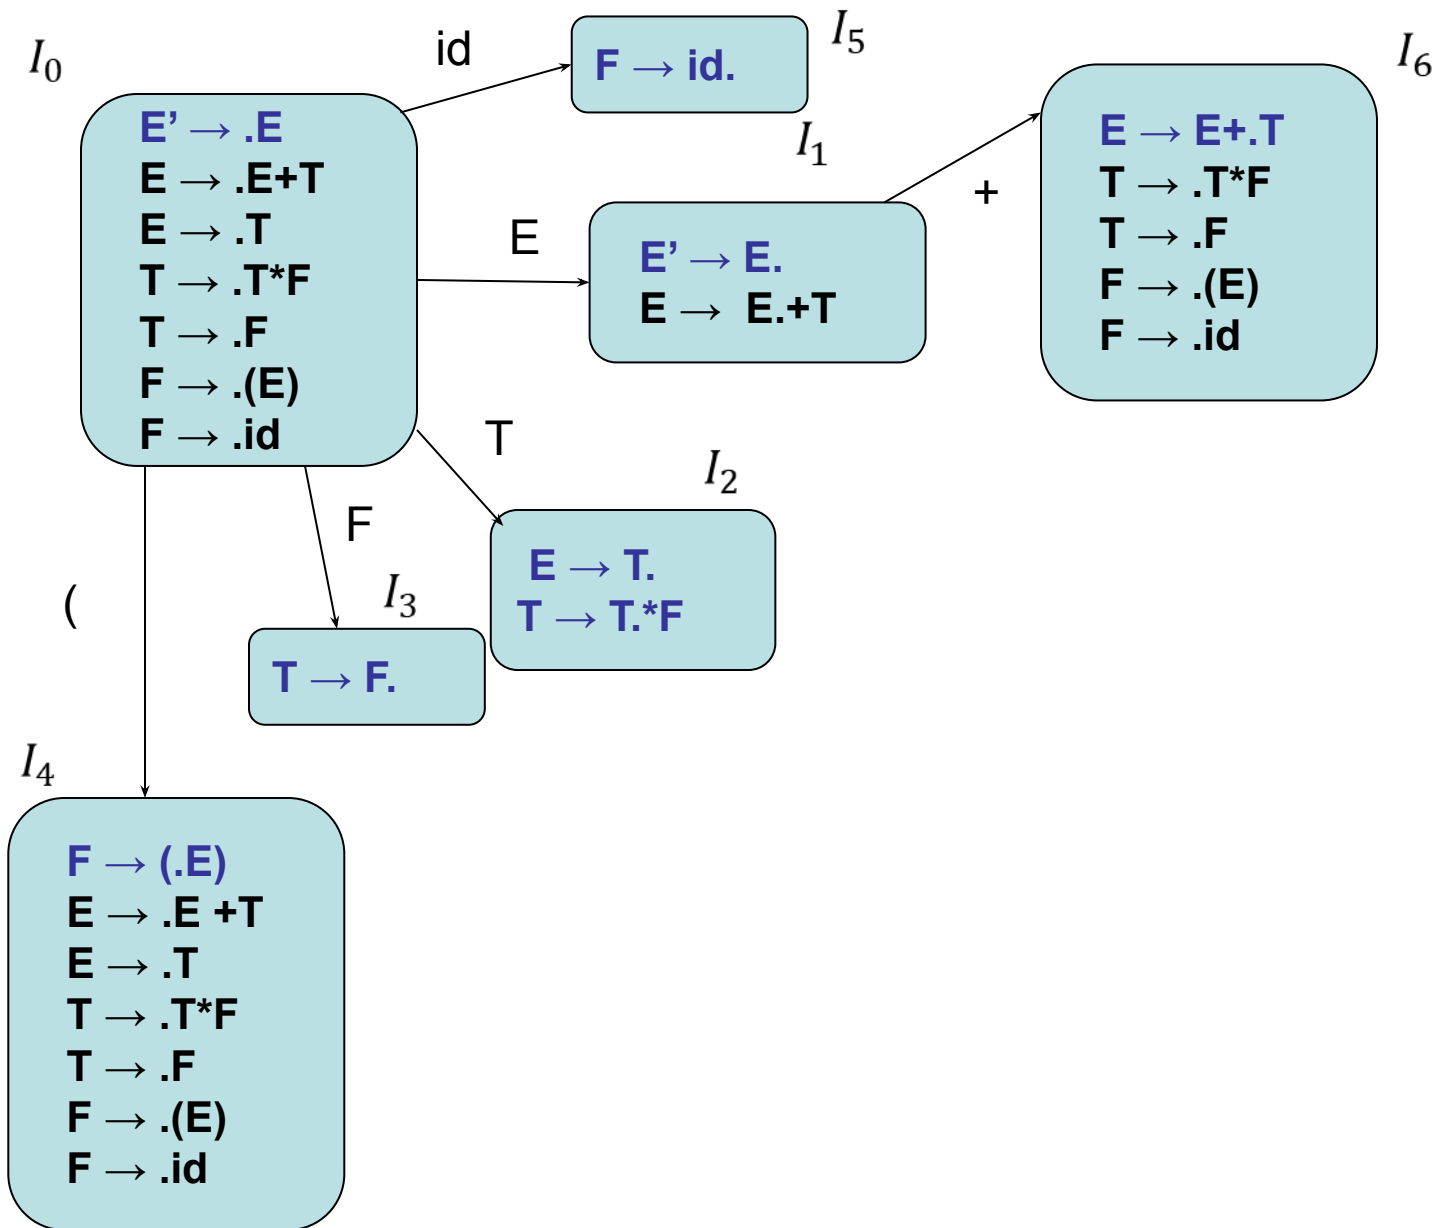 I₀
E’ → .E
E → .E+T
E → .T
T → .T*F
T → .F
F → .(E)
F → .id
id
F → id.
I₅
E
I₁
E’ → E.
E → E.+T
+
I₆
E → E+.T
T → .T*F
T → .F
F → .(E)
F → .id
T
I₂
E → T.
T → T.*F
F
I₃
T → F.
(
I₄
F → (.E)
E → .E +T
E → .T
T → .T*F
T → .F
F → .(E)
F → .id